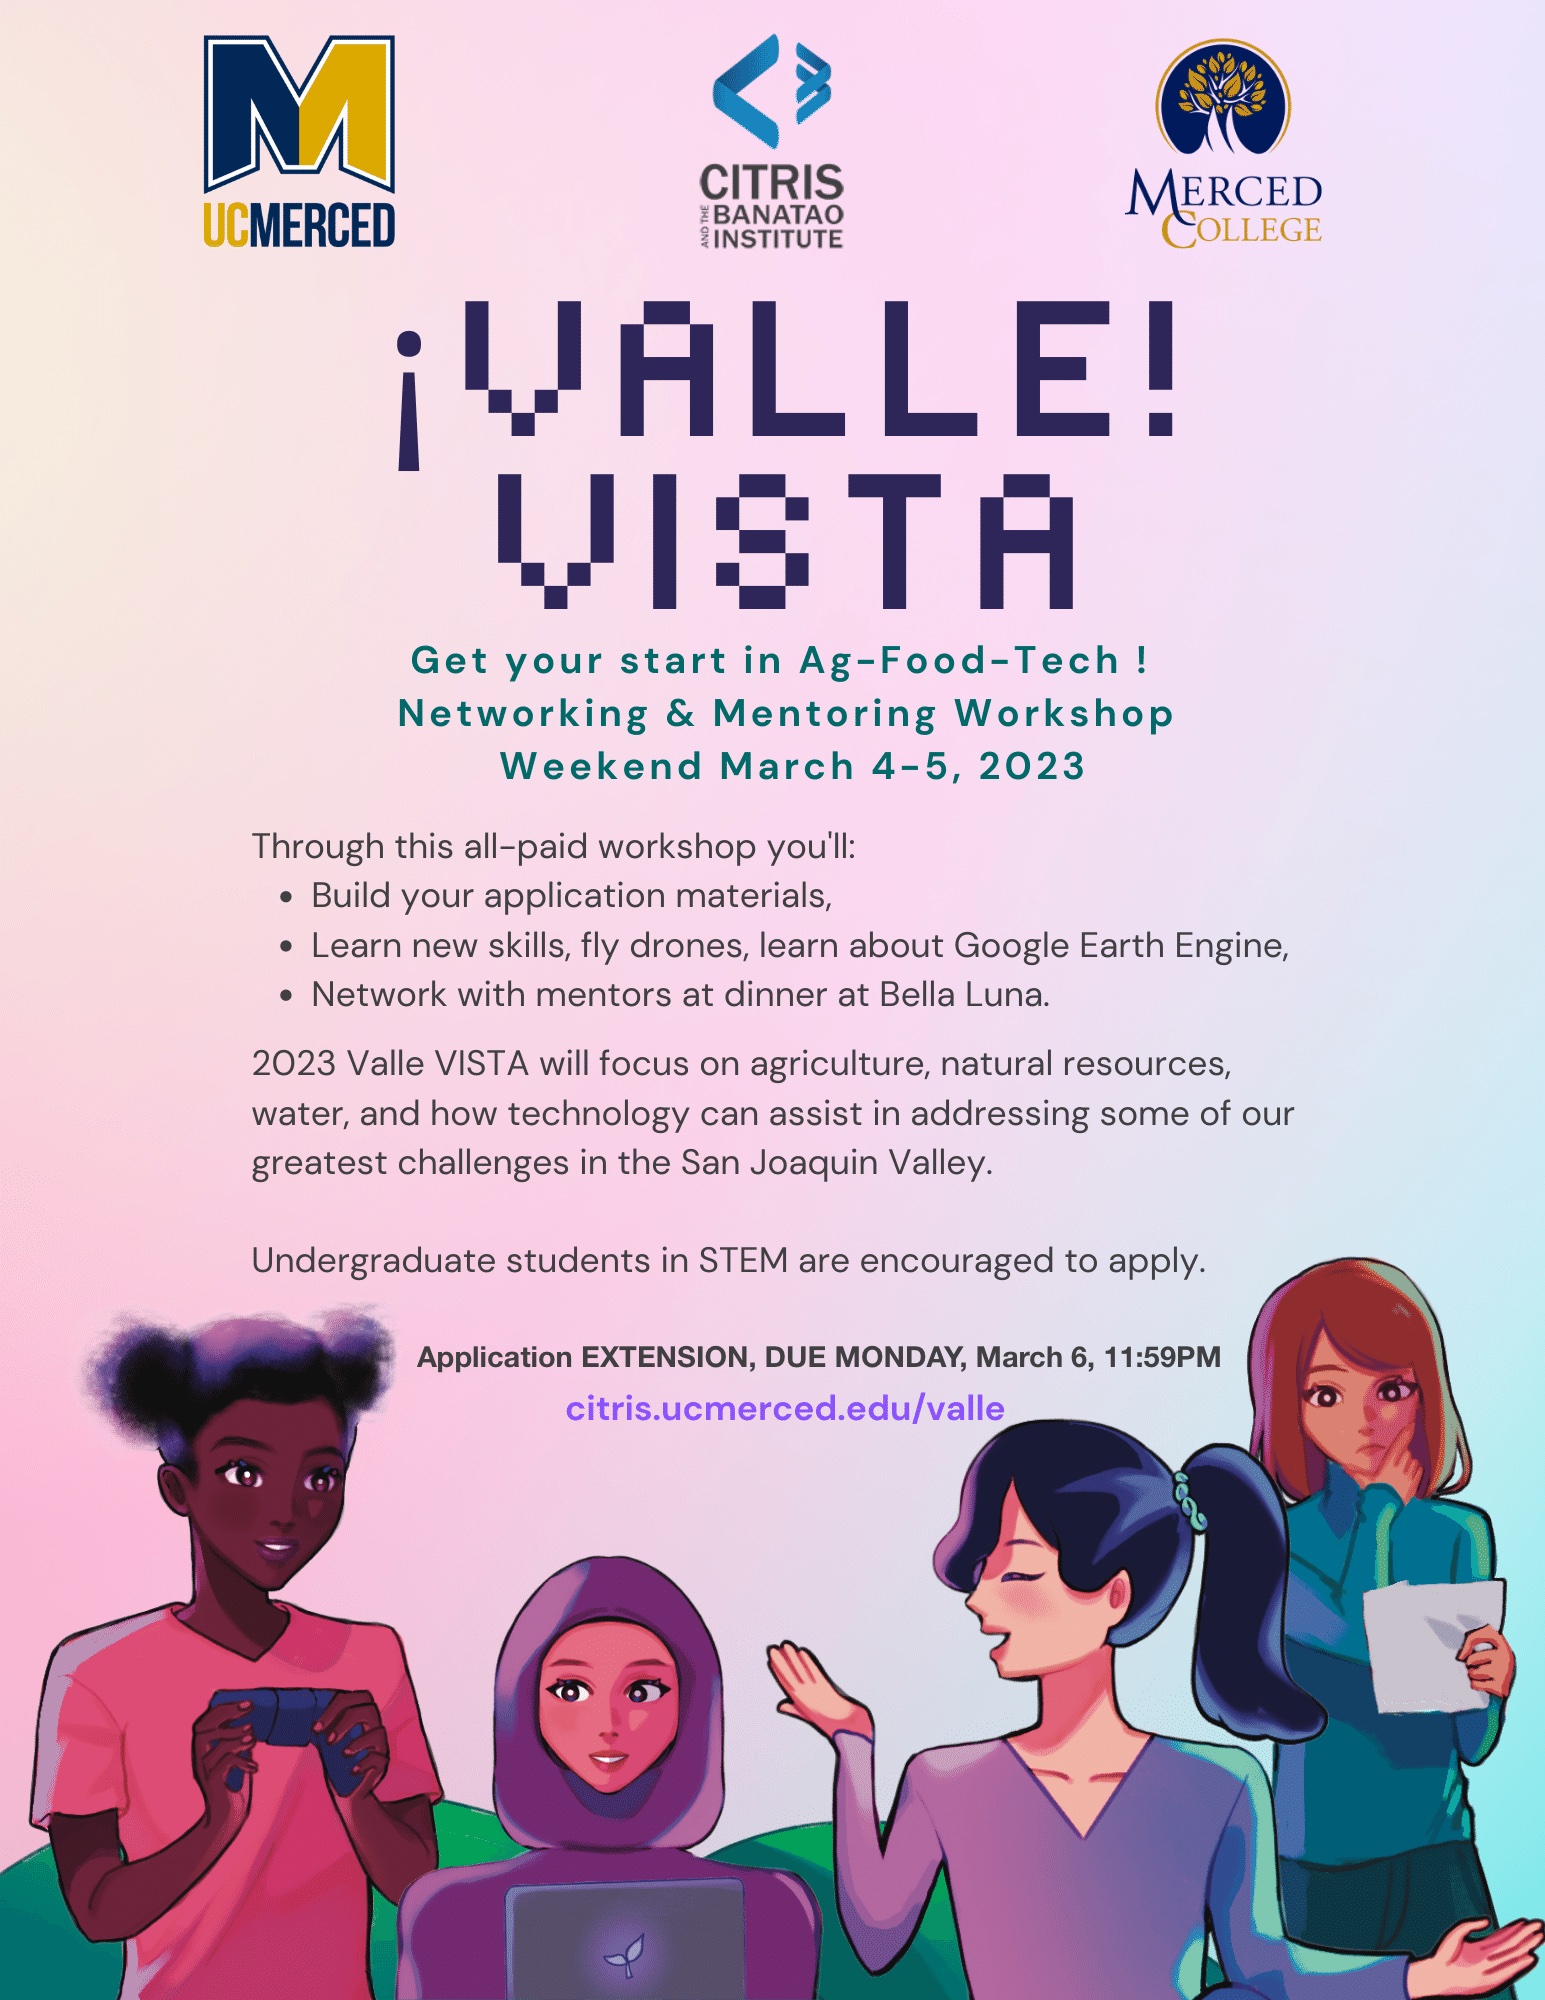 UCMERCED
CITRIS
AND THE
BANATAO
INSTITUTE
MERCED
COLLEGE
¡VALLE!
VISTA
Get your start in Ag-Food-Tech !
Networking & Mentoring Workshop
Weekend March 4-5, 2023
Through this all-paid workshop you'll:
• Build your application materials,
• Learn new skills, fly drones, learn about Google Earth Engine,
• Network with mentors at dinner at Bella Luna.
2023 Valle VISTA will focus on agriculture, natural resources,
water, and how technology can assist in addressing some of our
greatest challenges in the San Joaquin Valley.
Undergraduate students in STEM are encouraged to apply.
Application EXTENSION, DUE MONDAY, March 6, 11:59PM
citris.ucmerced.edu/valle